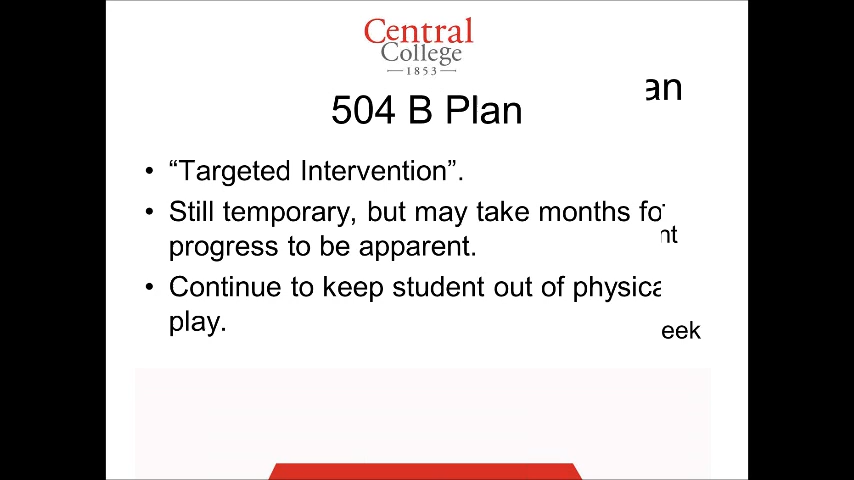 Central
College
1853
504 B Plan
an
• “Targeted Intervention”.
• Still temporary, but may take months fo
nt
progress to be apparent.
• Continue to keep student out of physica
play.
eek